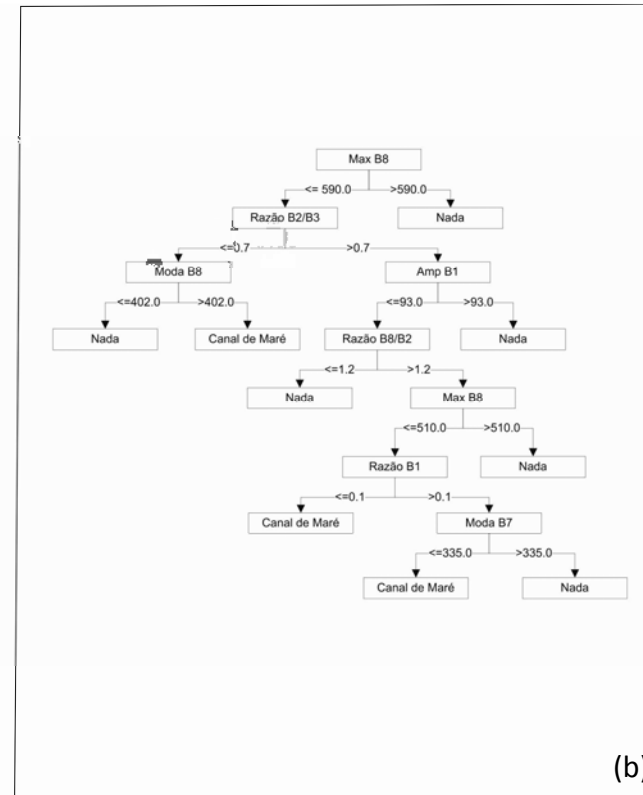 Max B8
<= 590.0 >590.0
Razão B2/B3 Nada
<=0.7 >0.7
Moda B8 Amp B1
<=402.0 >402.0 <=93.0 >93.0
Nada Canal de Maré Razão B8/B2 Nada
<=1.2 >1.2
Nada Max B8
<=510.0 >510.0
Razão B1 Nada
<=0.1 >0.1
Canal de Maré Moda B7
<=335.0 >335.0
Canal de Maré Nada
(b)